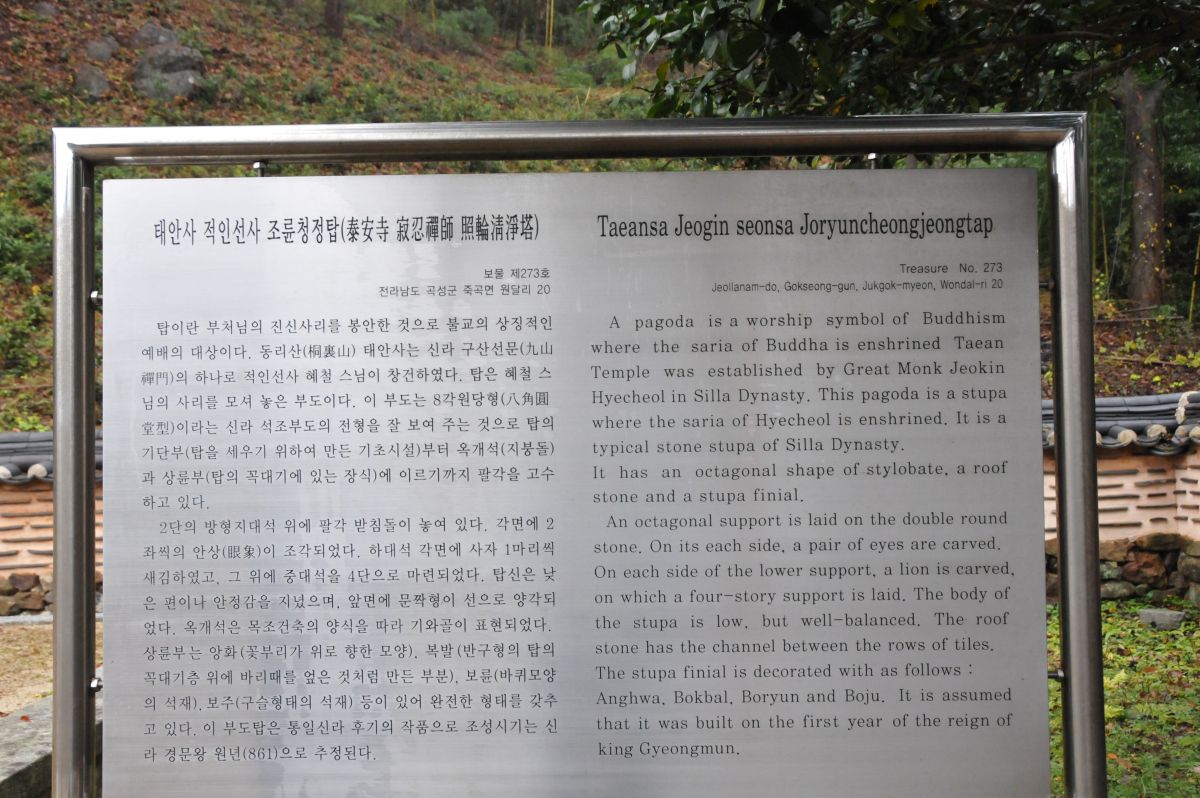 태안사 적인선사 조륜청정탑(泰安寺 寂忍禪師 照輪淸淨塔)
보물 제273호
전라남도 곡성군 죽곡면 원달리 20
탑이란 부처님의 진신사리를 봉안한 것으로 불교의 상징적인
예배의 대상이다. 동리산(桐裏山) 태안사는 신라 구산선문(九山
禪門)의 하나로 적인선사 혜철 스님이 창건하였다. 탑은 혜철 스
님의 사리를 모셔 놓은 부도이다. 이 부도는 8각원당형(八角圓
堂型)이라는 신라 석조부도의 전형을 잘 보여 주는 것으로 탑의
기단부(탑을 세우기 위하여 만든 기초시설)부터 옥개석(지붕돌)
과 상륜부(탑의 꼭대기에 있는 장식)에 이르기까지 팔각을 고수
하고 있다.
2단의 방형지대석 위에 팔각 받침돌이 놓여 있다. 각면에 2
좌씩의 안상(眼象)이 조각되었다. 하대석 각면에 사자 1마리씩
새김하였고, 그 위에 중대석을 4단으로 마련되었다. 탑신은 낮
은 편이나 안정감을 지녔으며, 앞면에 문짝형이 선으로 양각되
었다. 옥개석은 목조건축의 양식을 따라 기와골이 표현되었다.
상륜부는 앙화(꽃부리가 위로 향한 모양), 복발(반구형의 탑의
꼭대기층 위에 바리때를 엎은 것처럼 만든 부분), 보륜(바퀴모양
의 석재), 보주(구슬형태의 석재) 등이 있어 완전한 형태를 갖추
고 있다. 이 부도탑은 통일신라 후기의 작품으로 조성시기는 신
라 경문왕 원년(861)으로 추정된다.
Taeansa Jeogin seonsa Joryuncheongjeongtap
Treasure No. 273
Jeollanam-do, Gokseong-gun, Jukgok-myeon, Wondal-ri 20
A pagoda is a worship symbol of Buddhism
where the saria of Buddha is enshrined Taean
Temple was established by Great Monk Jeokin
Hyecheol in Silla Dynasty. This pagoda is a stupa
where the saria of Hyecheol is enshrined. It is a
typical stone stupa of Silla Dynasty.
It has an octagonal shape of stylobate, a roof
stone and a stupa finial.
An octagonal support is laid on the double round
stone. On its each side, a pair of eyes are carved.
On each side of the lower support, a lion is carved,
on which a four-story support is laid. The body of
the stupa is low, but well-balanced. The roof
stone has the channel between the rows of tiles.
The stupa finial is decorated with as follows :
Anghwa, Bokbal, Boryun and Boju. It is assumed
that it was built on the first year of the reign of
king Gyeongmun.